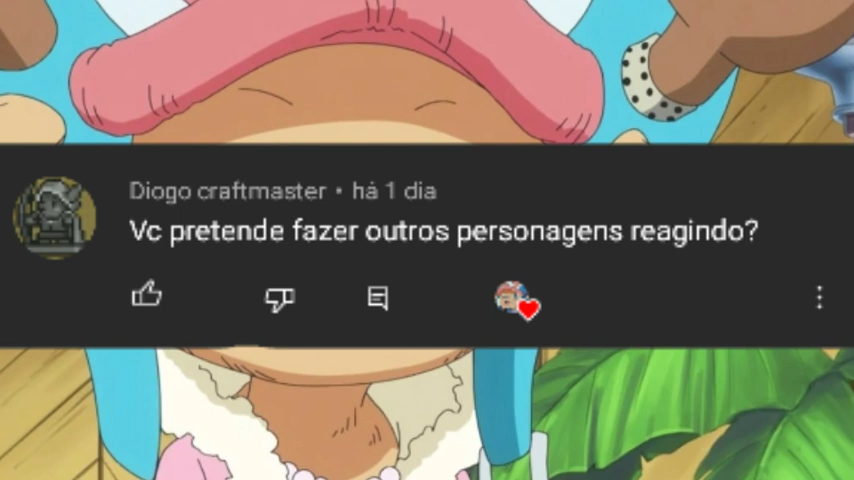 Diogo craftmaster • há 1 dia
Vc pretende fazer outros personagens reagindo?